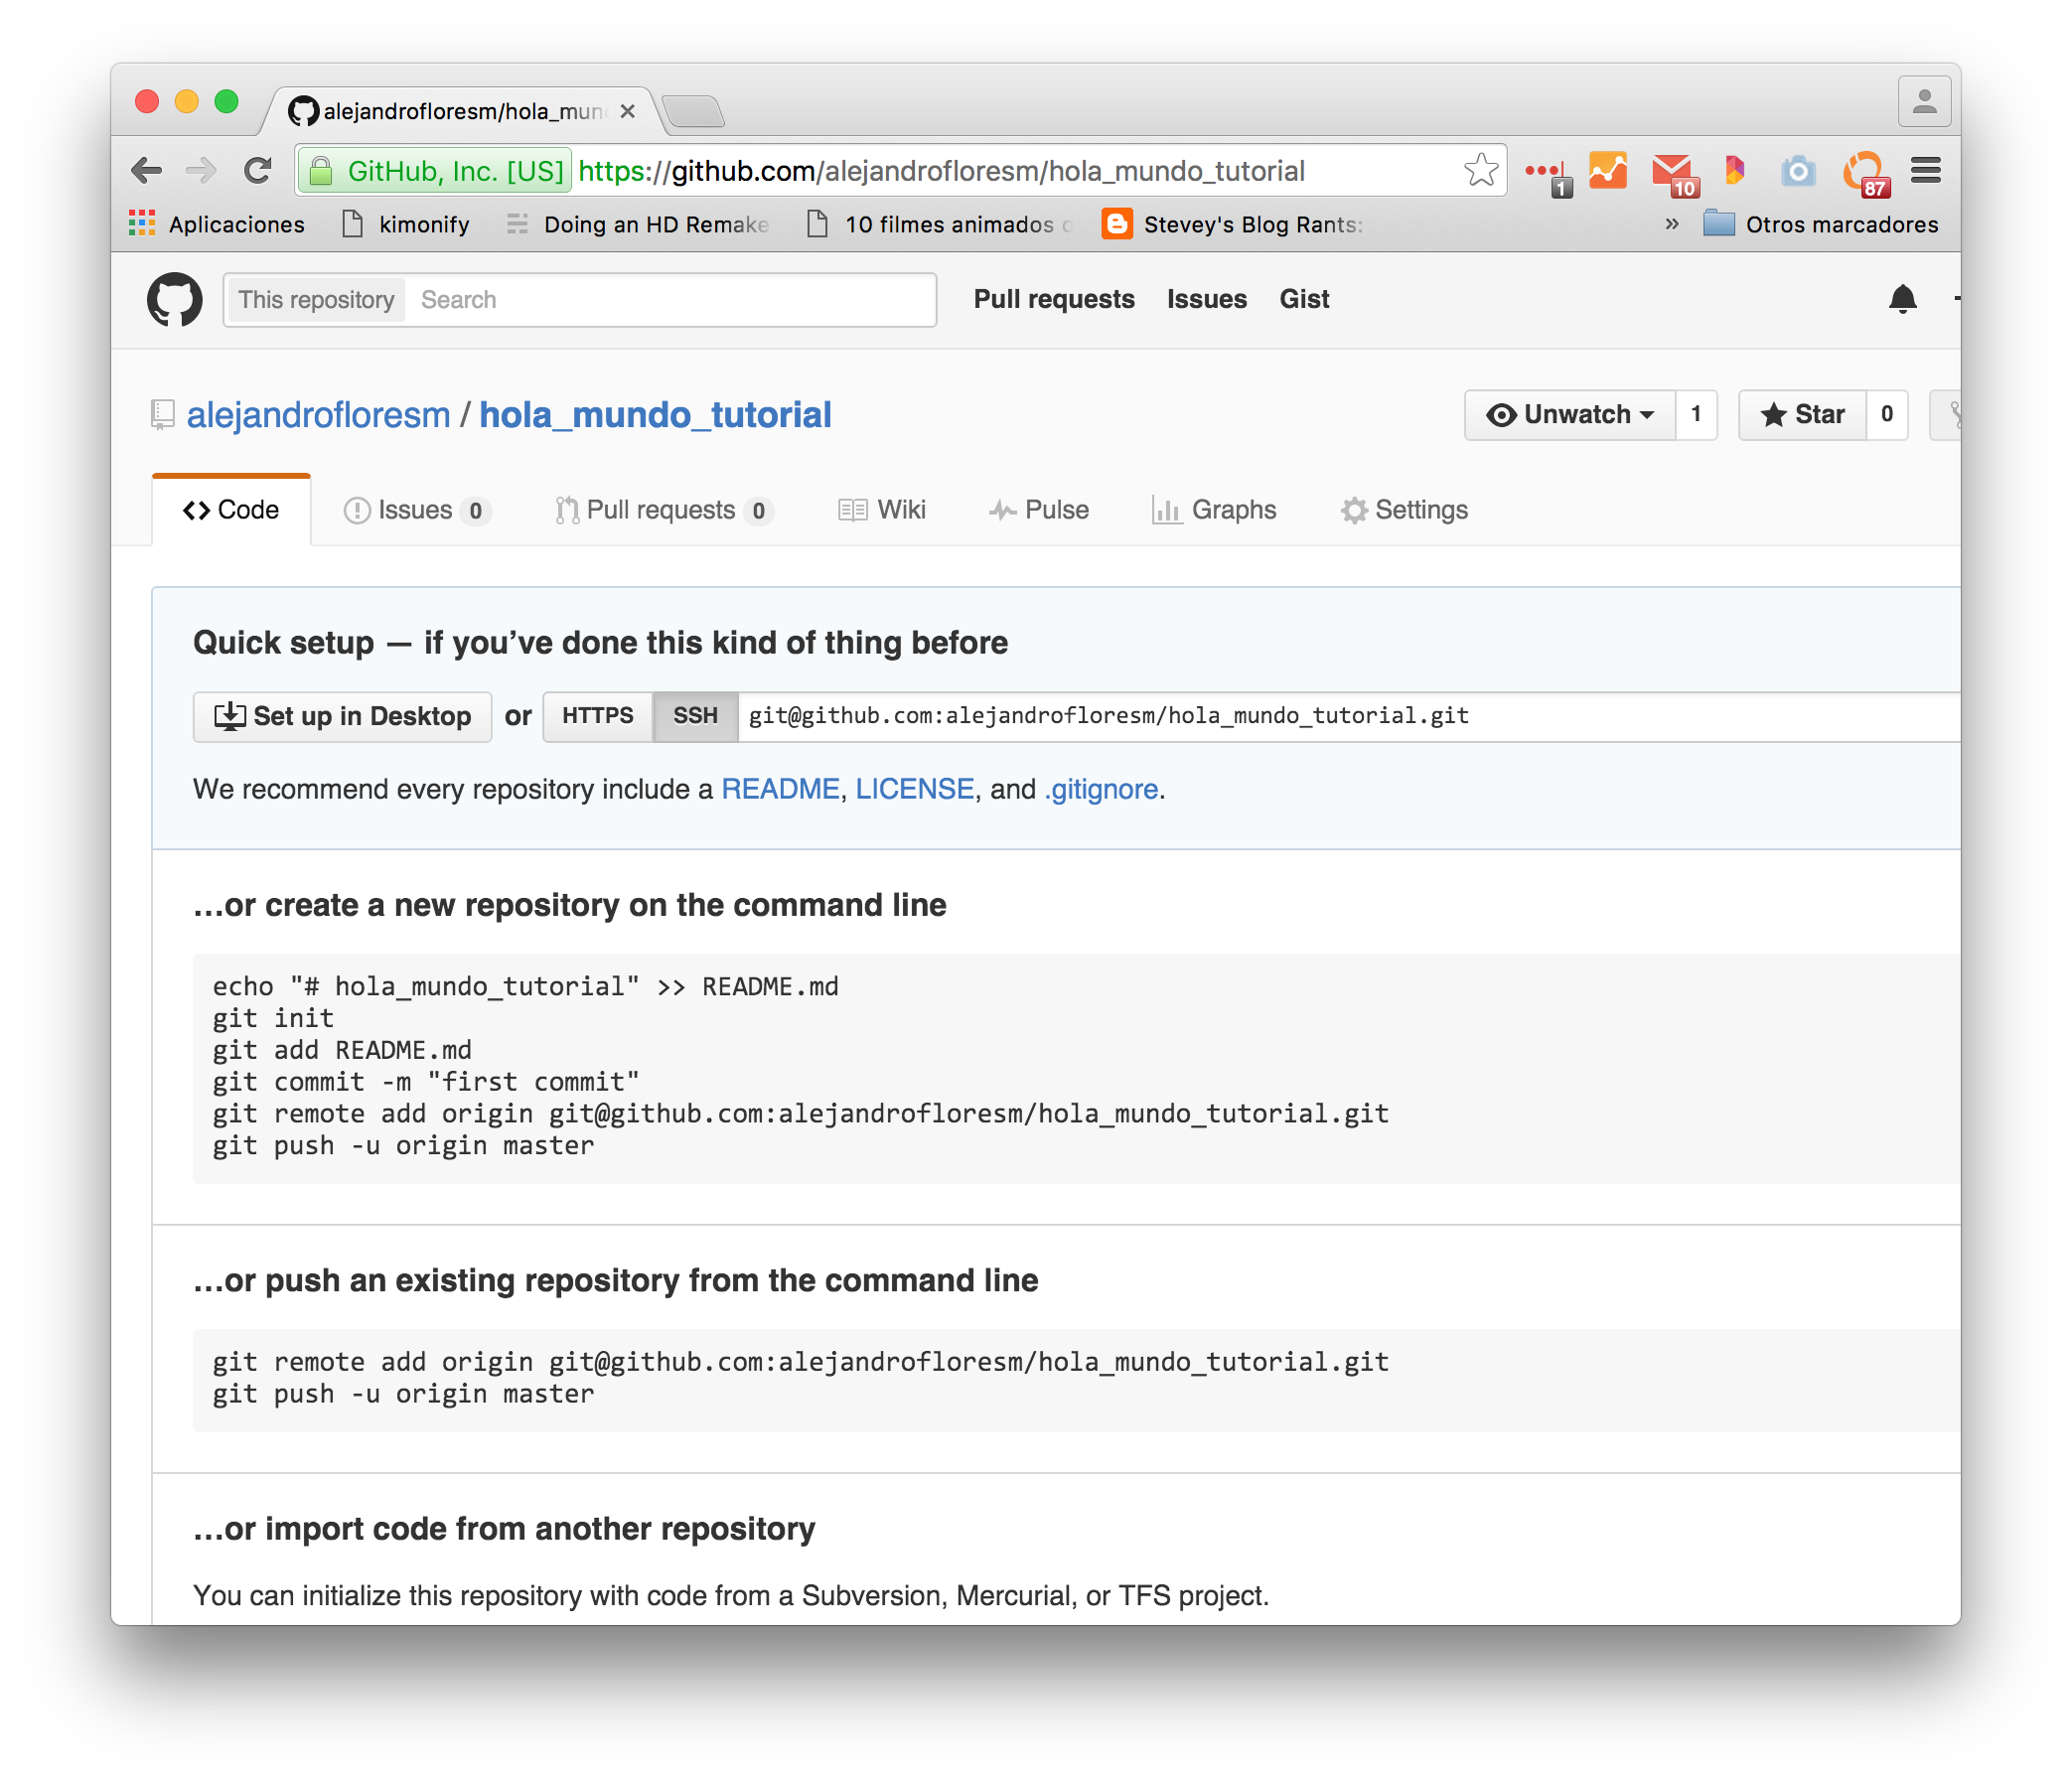 alejandrofloresm/hola_mun
GitHub, Inc. [US] https://github.com/alejandrofloresm/hola_mundo_tutorial
1 10 87
Aplicaciones kimonify Doing an HD Remake 10 filmes animados Stevey's Blog Rants: » Otros marcadores
This repository Search Pull requests Issues Gist
alejandrofloresm / hola_mundo_tutorial Unwatch 1 Star 0
Code Issues 0 Pull requests 0 Wiki Pulse Graphs Settings
Quick setup — if you’ve done this kind of thing before
Set up in Desktop or HTTPS SSH git@github.com:alejandrofloresm/hola_mundo_tutorial.git
We recommend every repository include a README, LICENSE, and .gitignore.
…or create a new repository on the command line
echo "# hola_mundo_tutorial" >> README.md
git init
git add README.md
git commit -m "first commit"
git remote add origin git@github.com:alejandrofloresm/hola_mundo_tutorial.git
git push -u origin master
…or push an existing repository from the command line
git remote add origin git@github.com:alejandrofloresm/hola_mundo_tutorial.git
git push -u origin master
…or import code from another repository
You can initialize this repository with code from a Subversion, Mercurial, or TFS project.